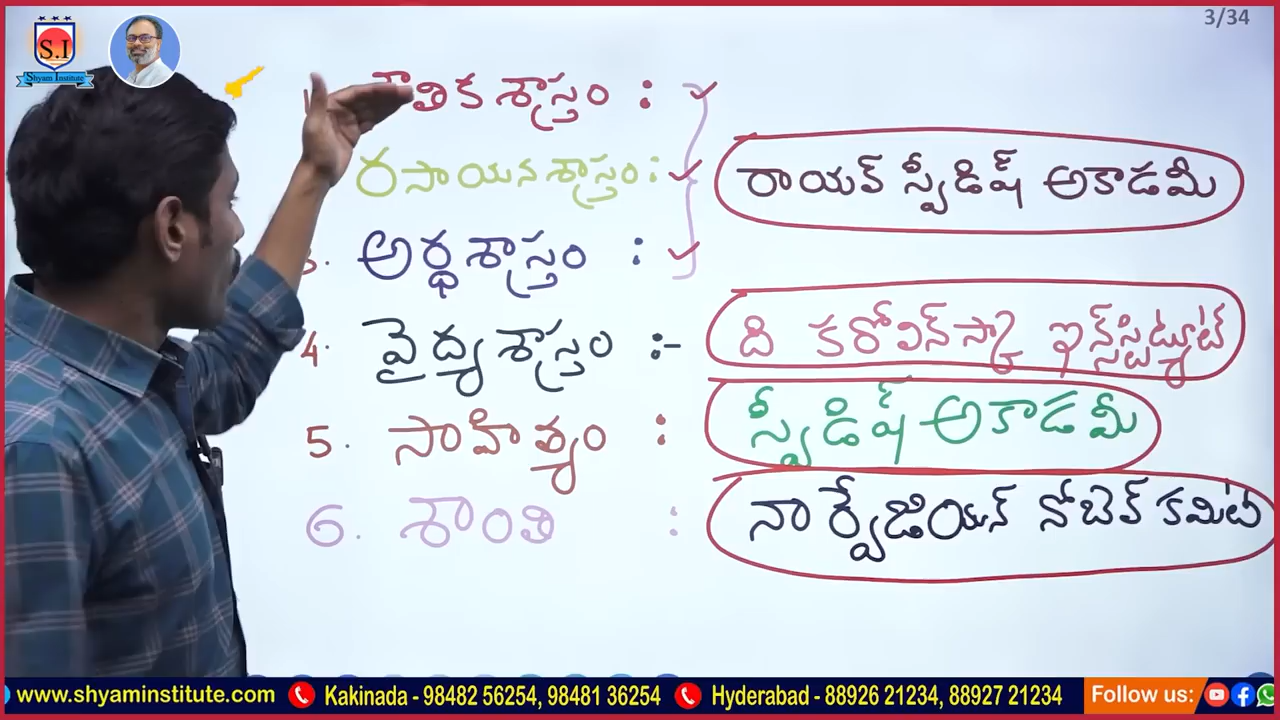 3/34
S.I
Shyam Institute
రసాయనశాస్త్రం :
రాయల్ స్వీడిష్ అకాడమీ
అర్థశాస్త్రం :
4. వైద్యశాస్త్రం :-
ది కరోవిన్‌స్కా ఇన్‌స్టిట్యూట్
5. సాహిత్యం :
స్వీడిష్ అకాడమీ
6. శాంతి :
నార్వేజియన్ నోబెల్ కమిటీ
www.shyaminstitute.com Kakinada - 98482 56254, 98481 36254 Hyderabad - 88926 21234, 88927 21234 Follow us: